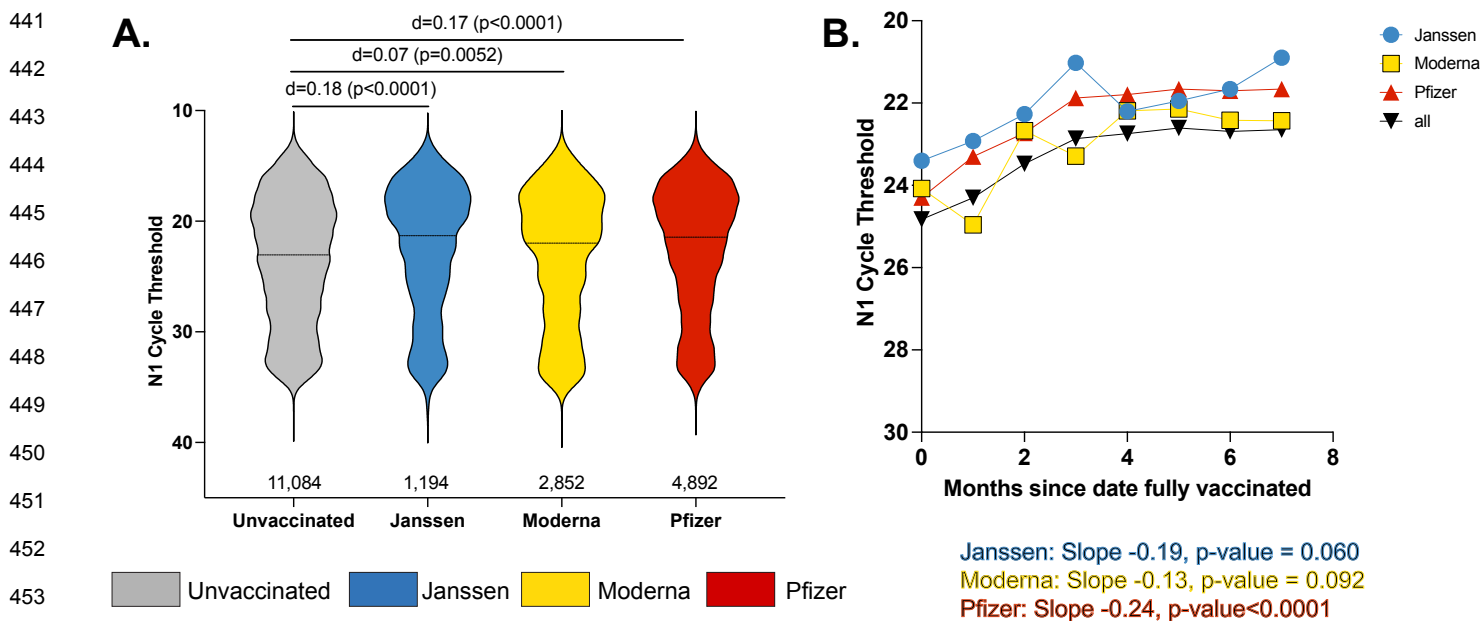 441
442
443
444
445
446
447
448
449
450
451
452
453
A.
d=0.17 (p<0.0001)
d=0.07 (p=0.0052)
d=0.18 (p<0.0001)
N1 Cycle Threshold
10
20
30
40
11,084 1,194 2,852 4,892
Unvaccinated Janssen Moderna Pfizer
Unvaccinated Janssen Moderna Pfizer
B.
N1 Cycle Threshold
20
22
24
26
28
30
0 2 4 6 8
Months since date fully vaccinated
Janssen
Moderna
Pfizer
all
Janssen: Slope -0.19, p-value = 0.060
Moderna: Slope -0.13, p-value = 0.092
Pfizer: Slope -0.24, p-value<0.0001